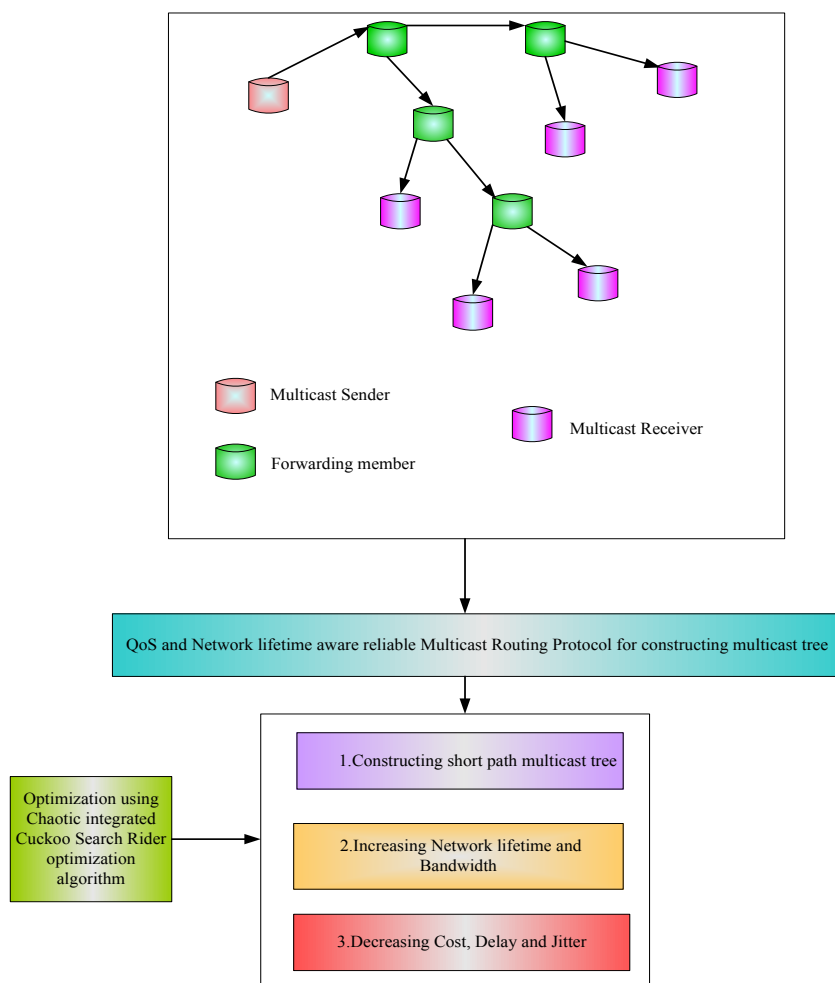 Multicast Sender
Multicast Receiver
Forwarding member
QoS and Network lifetime aware reliable Multicast Routing Protocol for constructing multicast tree
1.Constructing short path multicast tree
Optimization using
Chaotic integrated
Cuckoo Search Rider
optimization
algorithm
2.Increasing Network lifetime and
Bandwidth
3.Decreasing Cost, Delay and Jitter